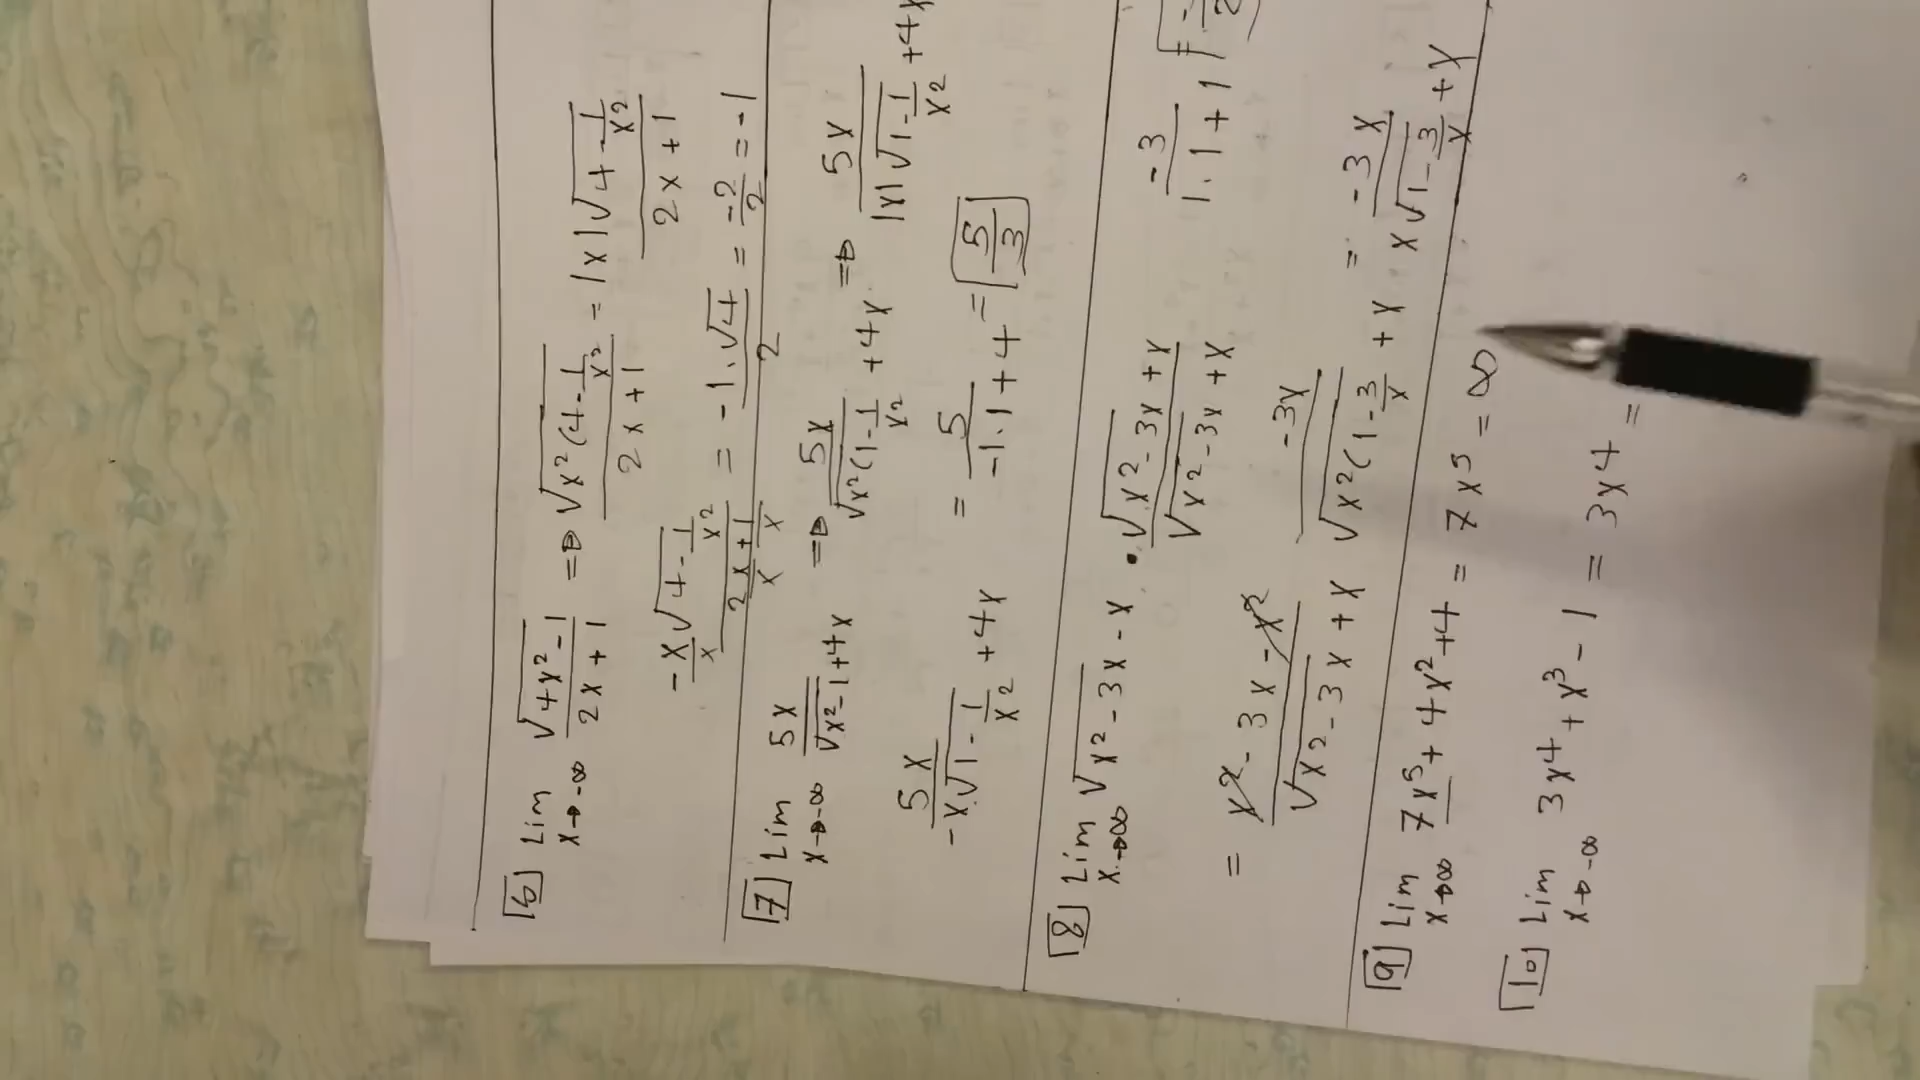 [6] Lim x→-∞ √(4x²-1) / (2x+1) ⇒ √(x²(4-1/x²)) / (2x+1) = |x|√(4-1/x²) / (2x+1)
(-x/x √(4-1/x²)) / (2x/x + 1/x) = -1.√4 / 2 = -2/2 = -1
[7] Lim x→-∞ 5x / (√(x²-1)+4x) ⇒ 5x / (√(x²(1-1/x²)) +4x) ⇒ 5x / (|x|√(1-1/x²) +4x
5x / (-x√(1-1/x²) +4x) = 5 / (-1.1+4) = [5/3]
[8] Lim x→∞ √(x²-3x) - x • (√(x²-3x) + x) / (√(x²-3x) + x)
-3 / (1.1+1)
= (x²-3x-x²) / (√(x²-3x) + x) -3x / (√(x²(1-3/x)) + x) = -3x / (x√(1-3/x) + x)
[9] Lim x→∞ 7x⁵+4x²+4 = 7x⁵ = ∞
[10] Lim x→-∞ 3x⁴+x³-1 = 3x⁴ =